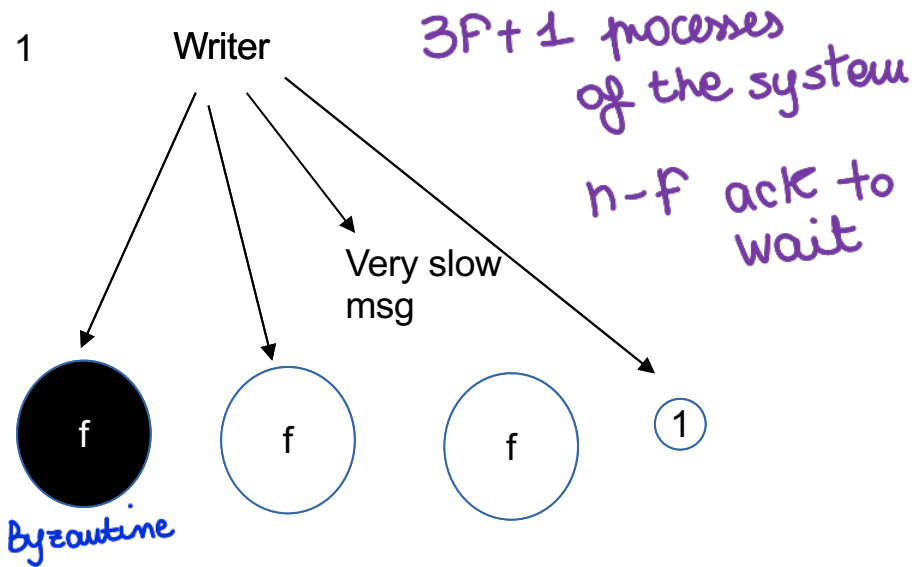 1
Writer
3F+1 processes
of the system
n-F ack to
wait
Very slow
msg
f
f
f
1
Byzantine